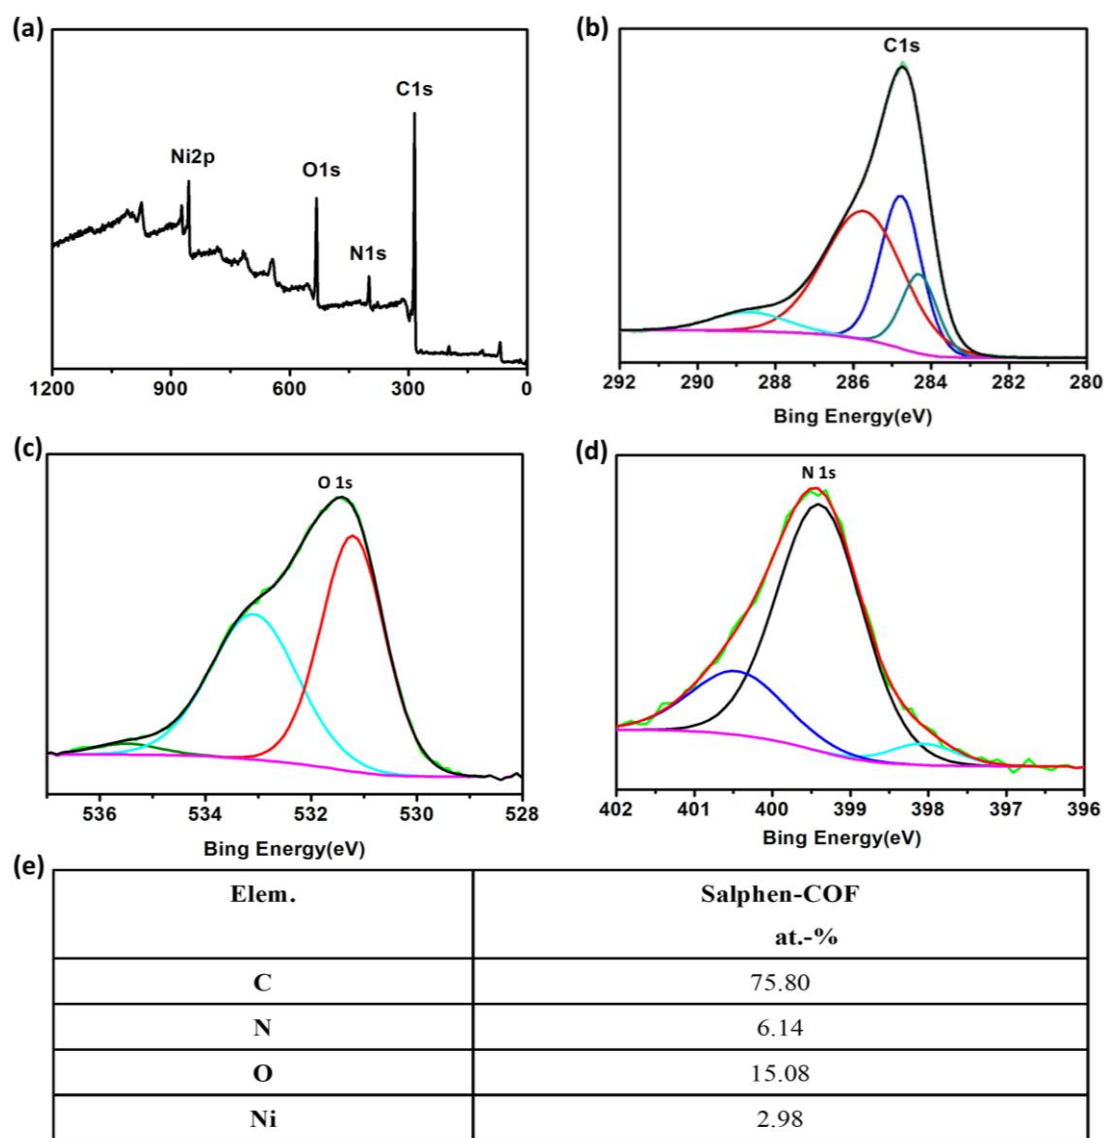 (a)
C1s
Ni2p
O1s
N1s
1200 900 600 300 0
(b)
C1s
292 290 288 286 284 282 280
Bing Energy(eV)
(c)
O 1s
536 534 532 530 528
Bing Energy(eV)
(d)
N 1s
402 401 400 399 398 397 396
Bing Energy(eV)
(e)
Elem. Salphen-COF
at.-%
C 75.80
N 6.14
O 15.08
Ni 2.98